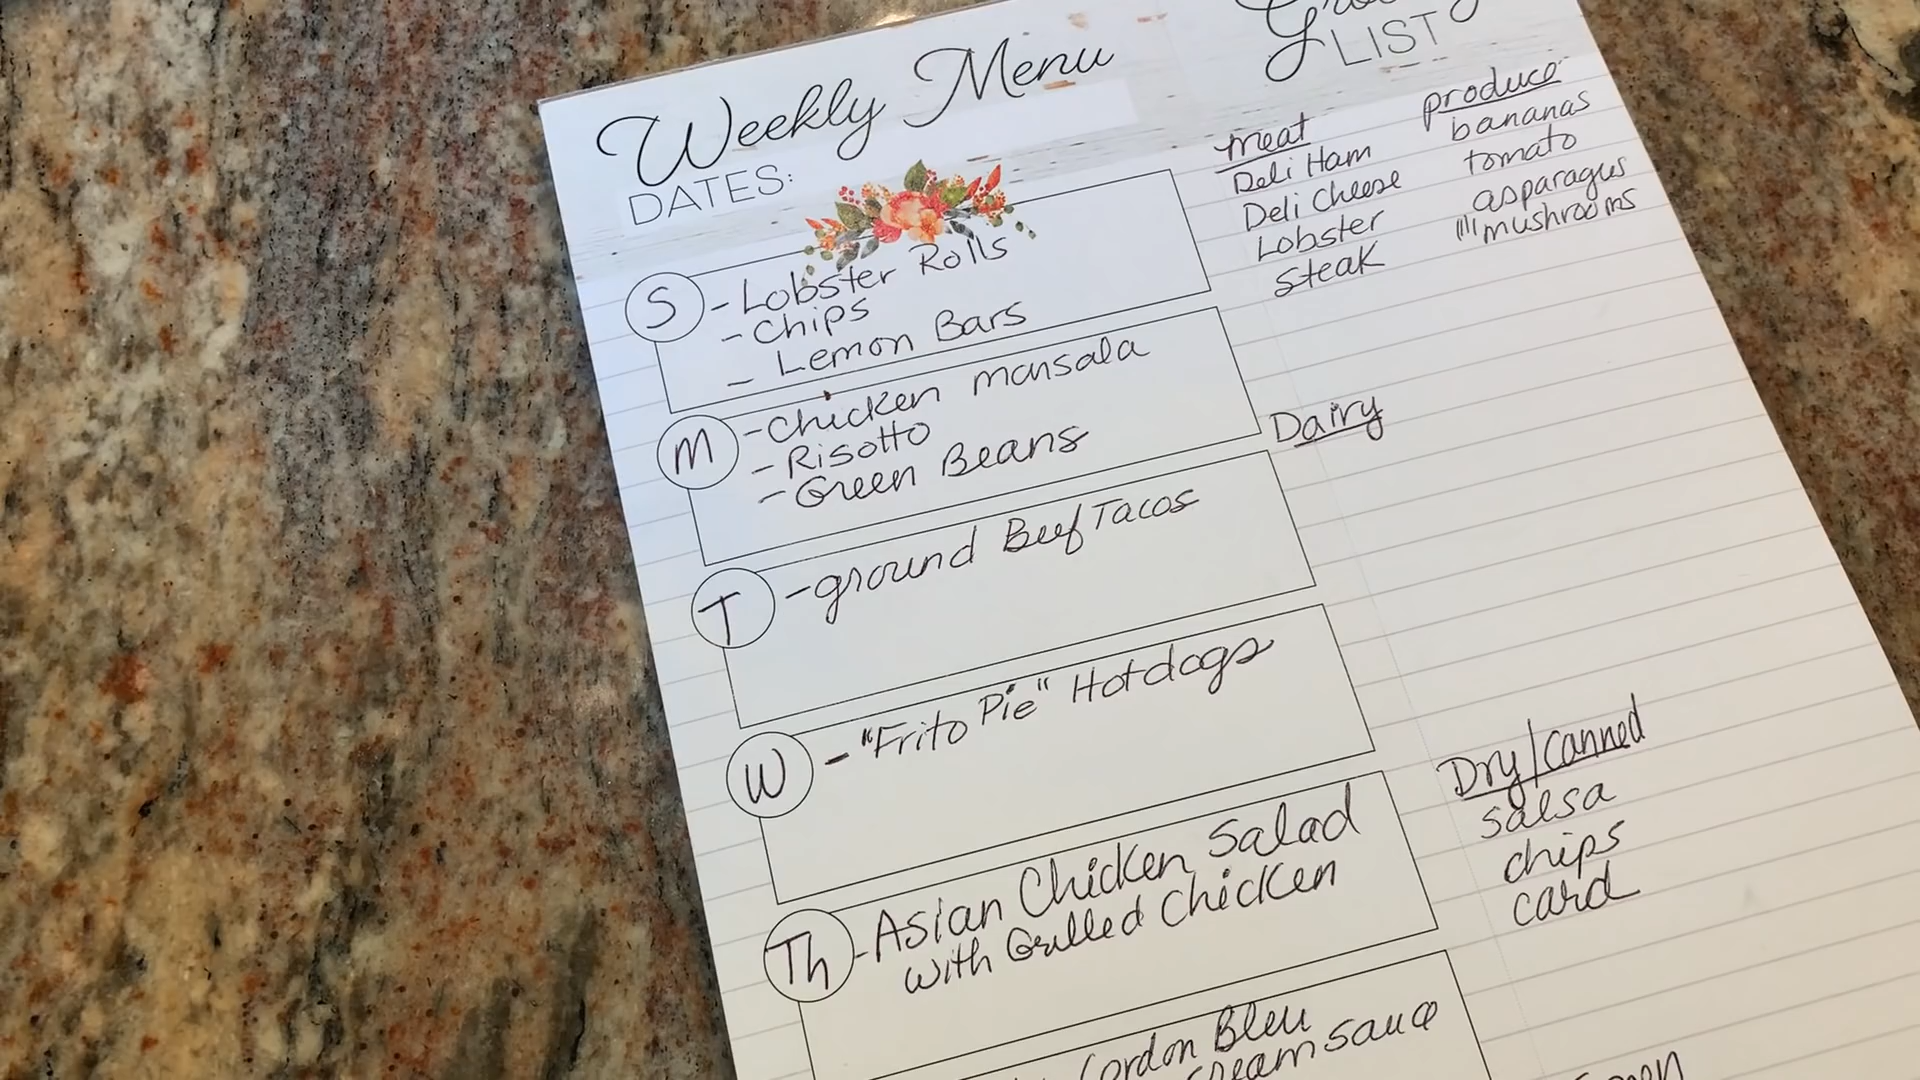 Weekly Menu
DATES:
S
- Lobster Rolls
- Chips
- Lemon Bars
M
- Chicken marsala
- Risotto
- Green Beans
T
- ground Beef Tacos
W
- "Frito Pie" Hotdogs
Th
- Asian Chicken Salad
with Grilled Chicken
Cordon Bleu
cream sauce
LIST
meat
Deli Ham
Deli Cheese
Lobster
steak
produce
bananas
tomato
asparagus
mushrooms
Dairy
Dry/Canned
salsa
chips
card